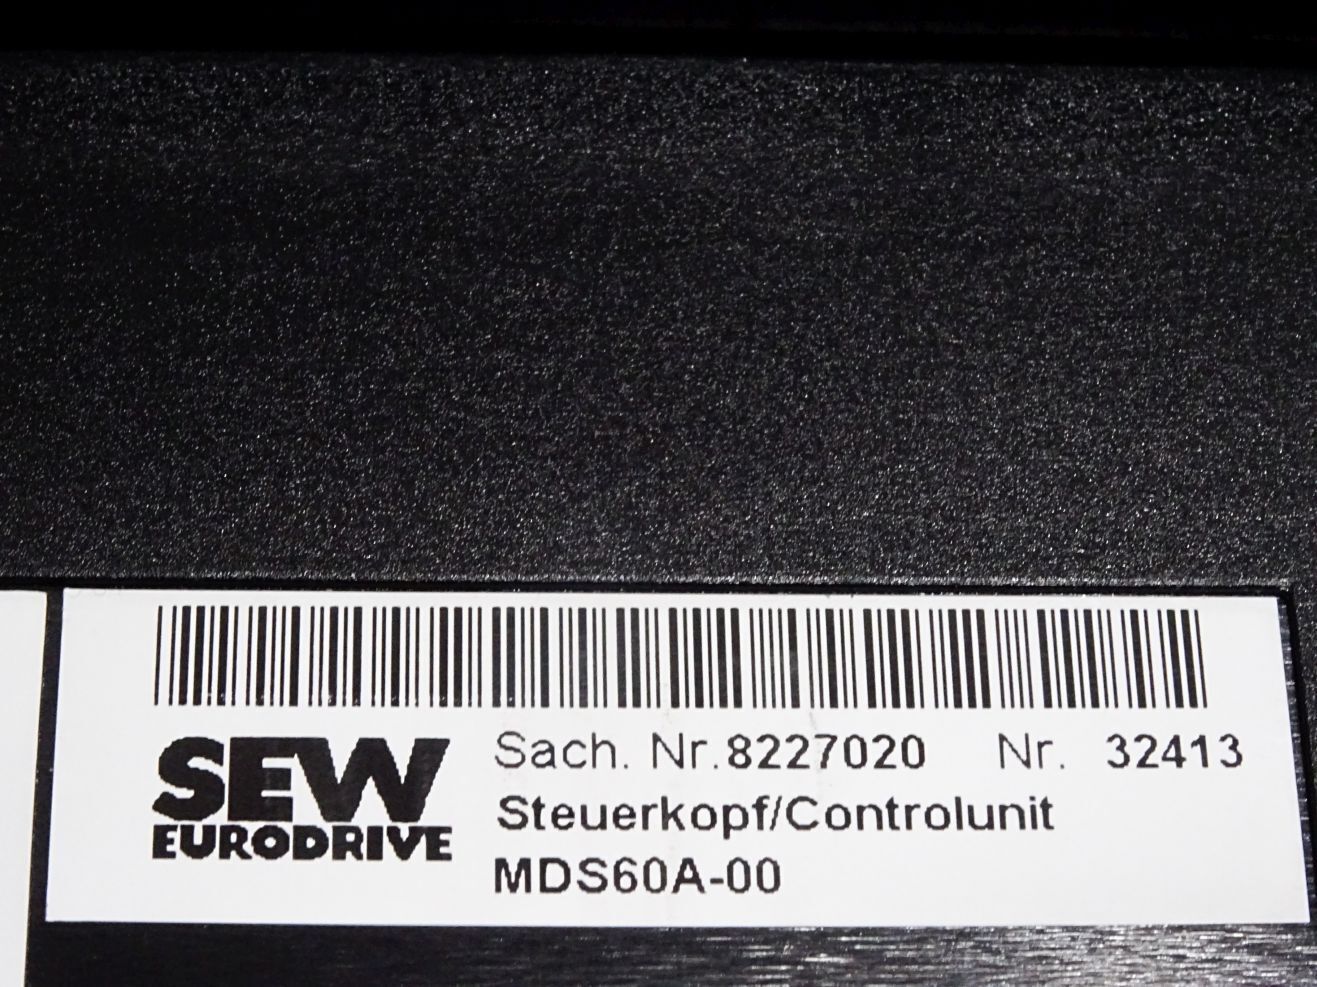 SEW
EURODRIVE
Sach. Nr.8227020 Nr. 32413
Steuerkopf/Controlunit
MDS60A-00